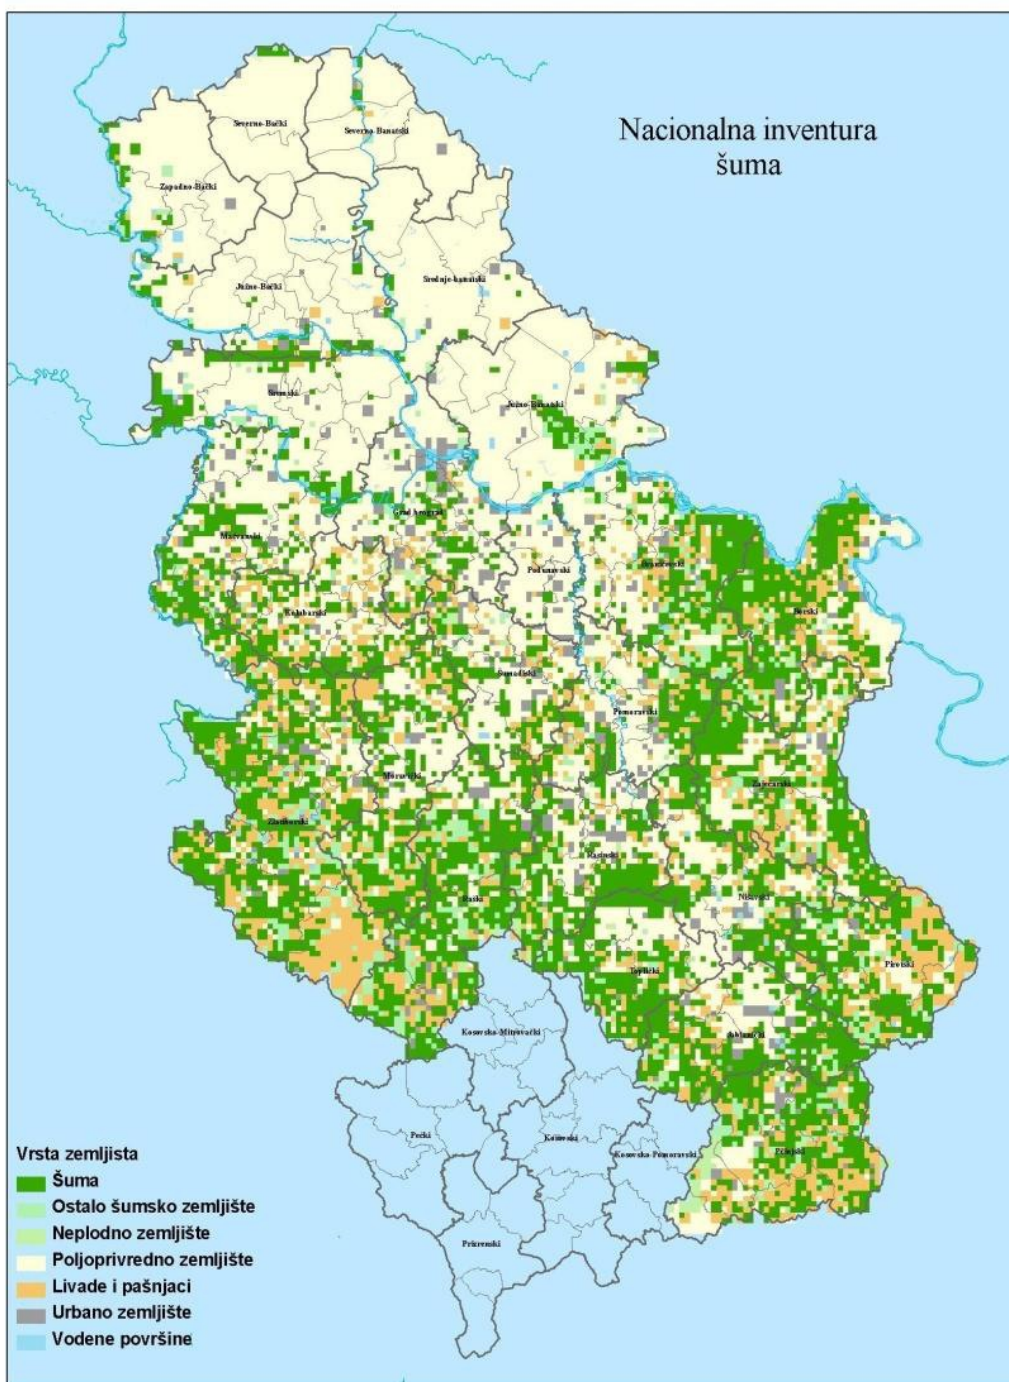 Nacionalna inventura
šuma
Severno-Bački
Severno-Banatski
Zapadno-Bački
Južno-Bački
Srednje-banatski
Sremski
Južno-Banatski
Grad beograd
Mačvanski
Podunavski
Braničevski
Borski
Kolubarski
Šumadiski
Pomoravski
Moravički
Zaječarski
Zlatiborski
Rasinski
Raški
Nišavski
Toplički
Pirotski
Jablanički
Kosovsko-Mitrovački
Pečki
Kosovski
Kosovsko-Pomoravski
Pčinjski
Prizrenski
Vrsta zemljista
Šuma
Ostalo šumsko zemljište
Neplodno zemljište
Poljoprivredno zemljište
Livade i pašnjaci
Urbano zemljište
Vodene površine